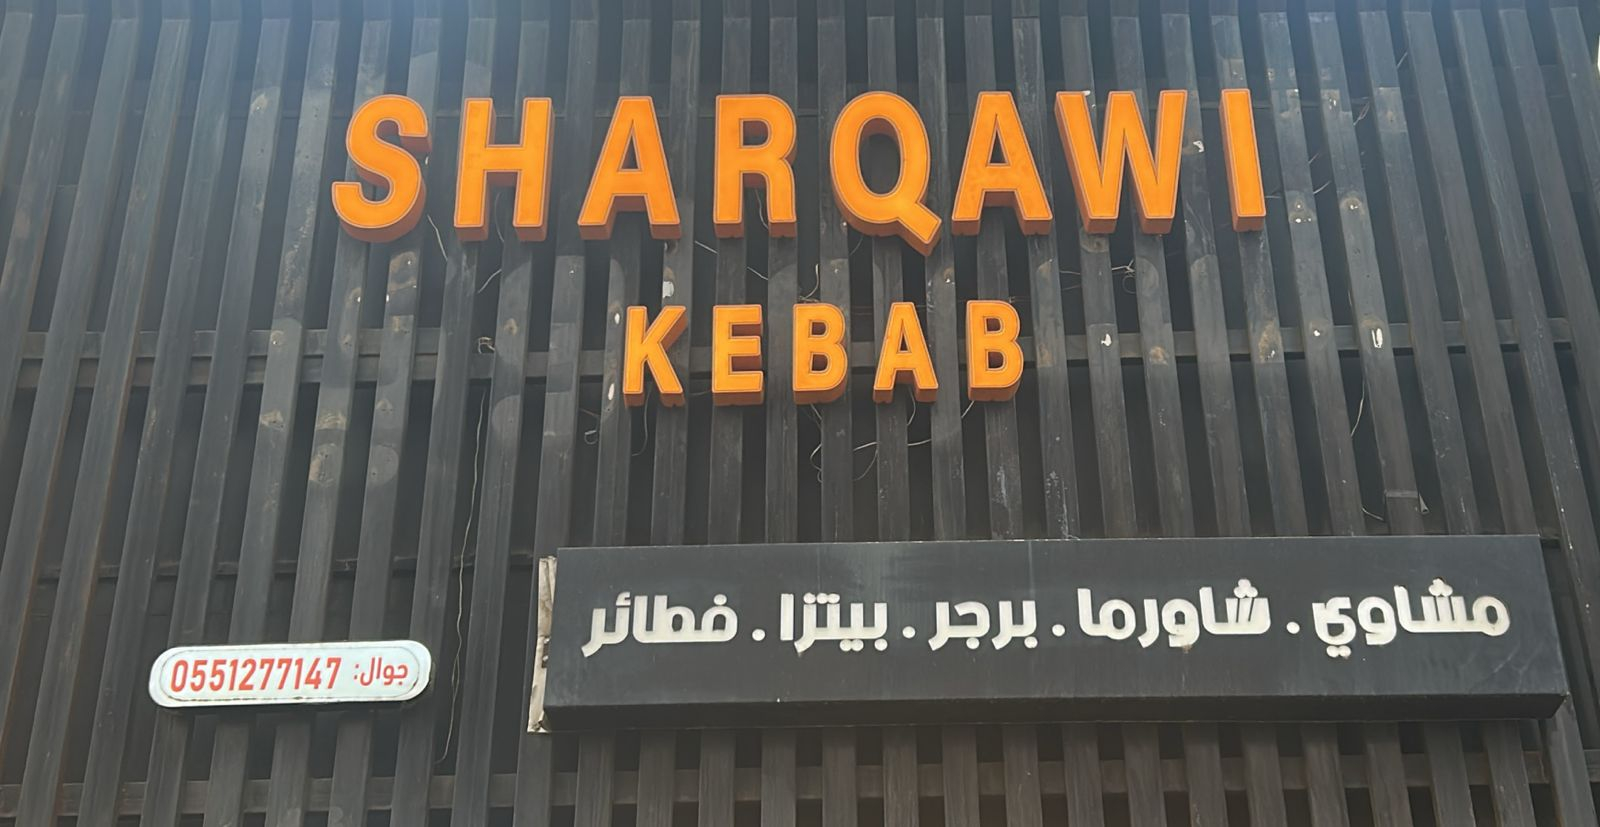 SHARQAWI
KEBAB
مشاوي . شاورما . برجر . بيتزا . فطائر
جوال: 0551277147